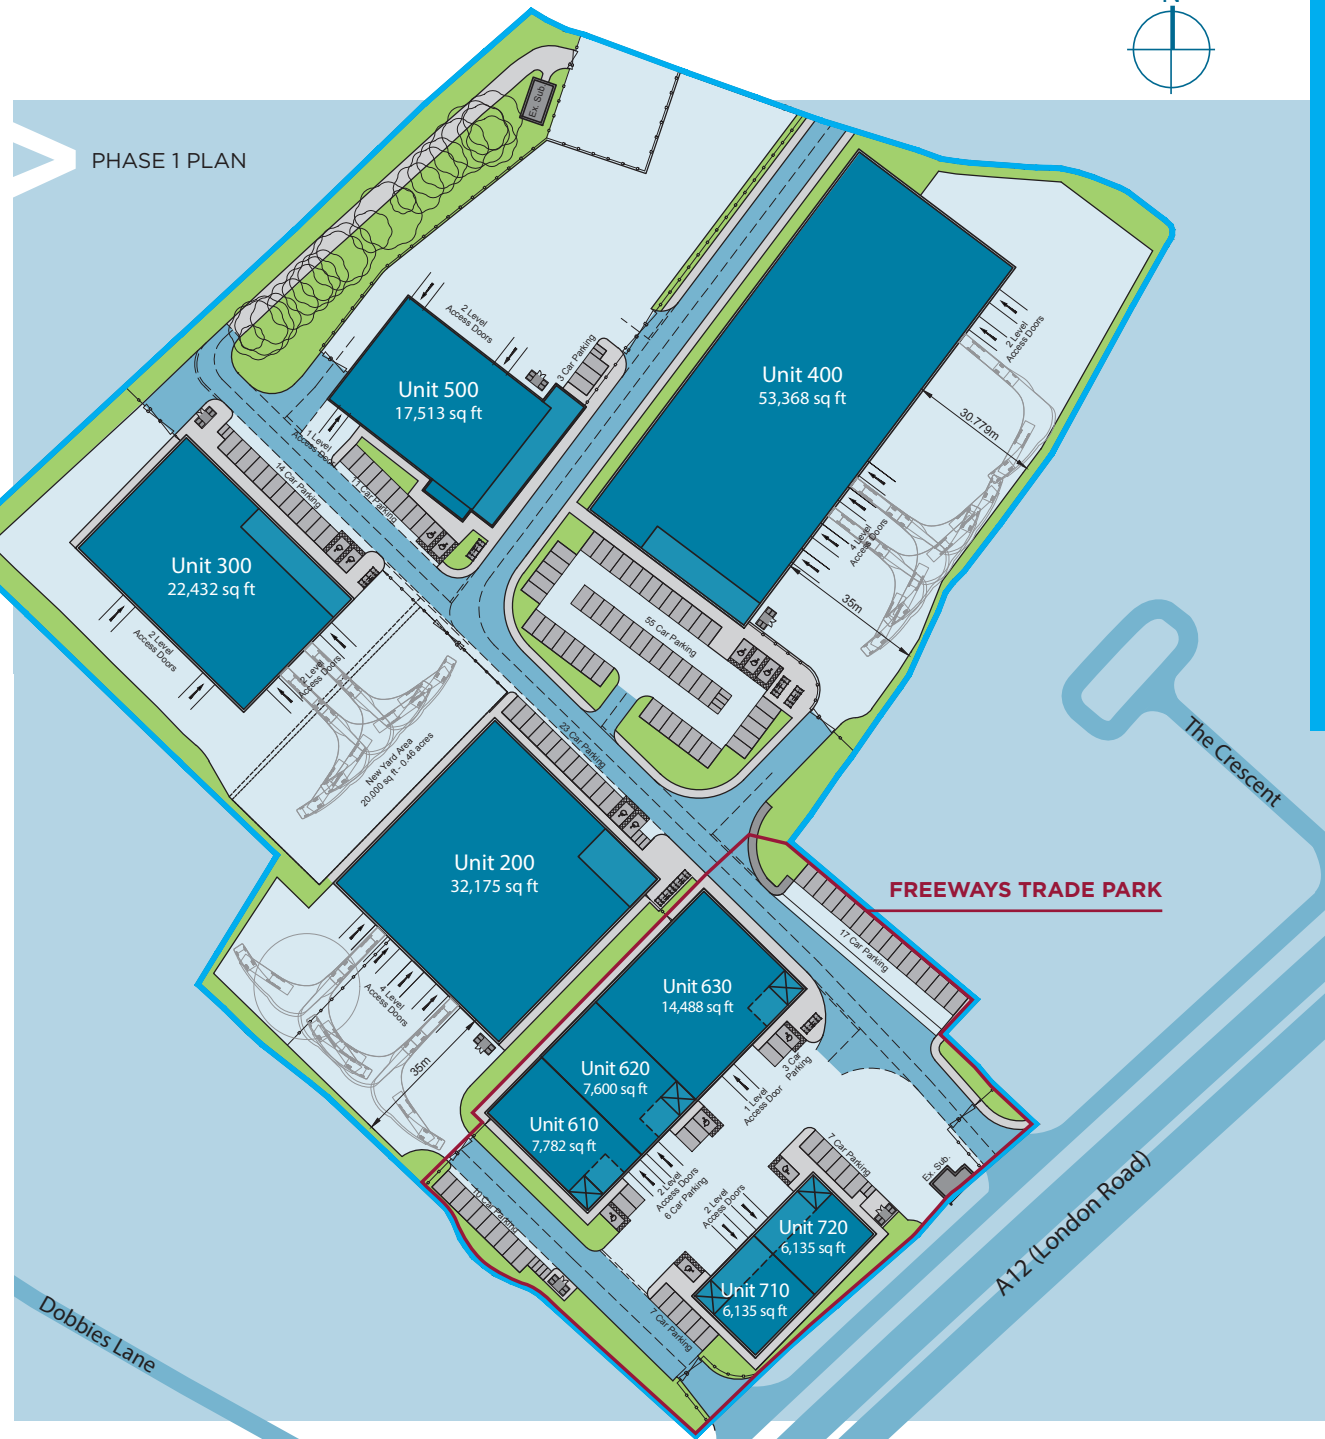 N
PHASE 1 PLAN
Ex. Sub
2 Level
Access Doors
3 Car Parking
Unit 500
17,513 sq ft
1 Level
Access Door
11 Car Parking
14 Car Parking
Unit 400
53,368 sq ft
2 Level
Access Doors
30.779m
4 Level
Access Doors
35m
55 Car Parking
Unit 300
22,432 sq ft
2 Level
Access Doors
2 Level
Access Doors
New Yard Area
20,000 sq ft - 0.46 acres
23 Car Parking
The Crescent
Unit 200
32,175 sq ft
4 Level
Access Doors
35m
FREEWAYS TRADE PARK
17 Car Parking
Unit 630
14,488 sq ft
3 Car
Parking
1 Level
Access Door
Unit 620
7,600 sq ft
Unit 610
7,782 sq ft
2 Level
Access Doors
6 Car Parking
2 Level
Access Doors
7 Car Parking
Ex. Sub.
10 Car Parking
Unit 720
6,135 sq ft
Unit 710
6,135 sq ft
7 Car Parking
A12 (London Road)
Dobbies Lane